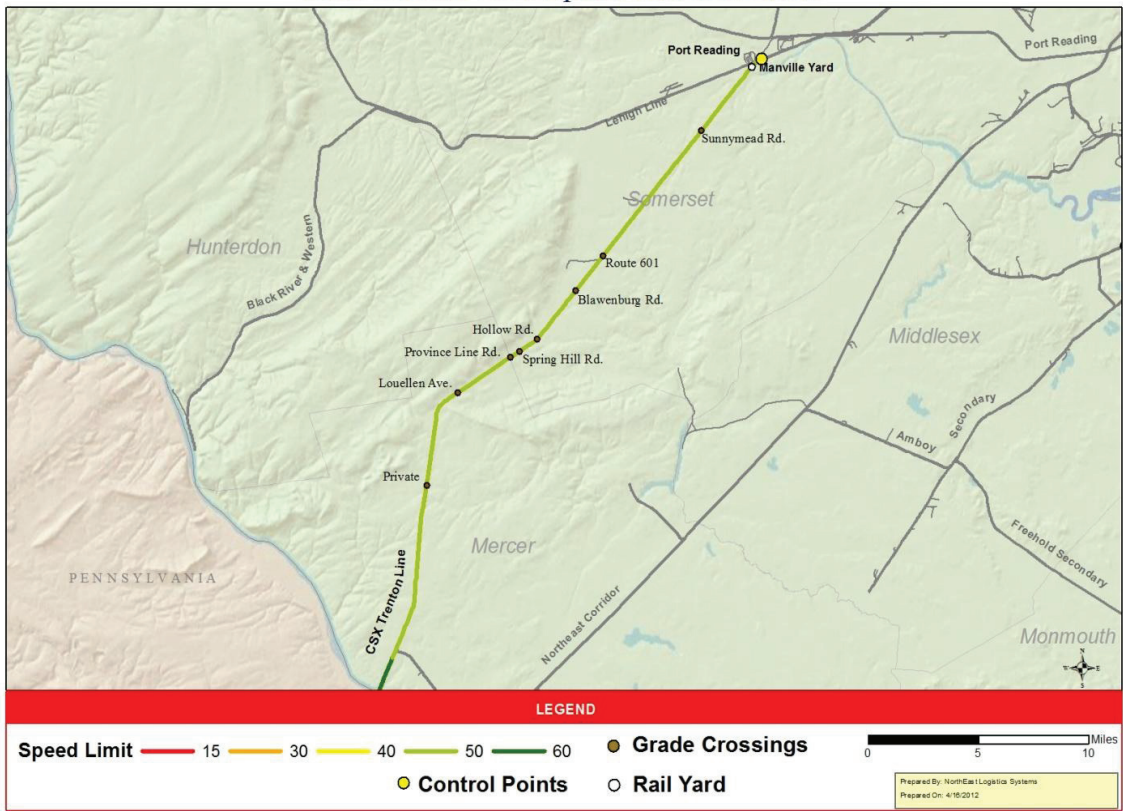 Port Reading
Port Reading
Manville Yard
Lehigh Line
Sunnymead Rd.
Somerset
Hunterdon
Black River & Western
Route 601
Blawenburg Rd.
Middlesex
Hollow Rd.
Province Line Rd.
Spring Hill Rd.
Louellen Ave.
Amboy Secondary
Private
Mercer
Freehold Secondary
PENNSYLVANIA
CSX Trenton Line
Northeast Corridor
Monmouth
N
W E
S
LEGEND
Speed Limit 15 30 40 50 60
Grade Crossings
Control Points
Rail Yard
Miles
0 5 10
Prepared By: NorthEast Logistics Systems
Prepared On: 4/16/2012